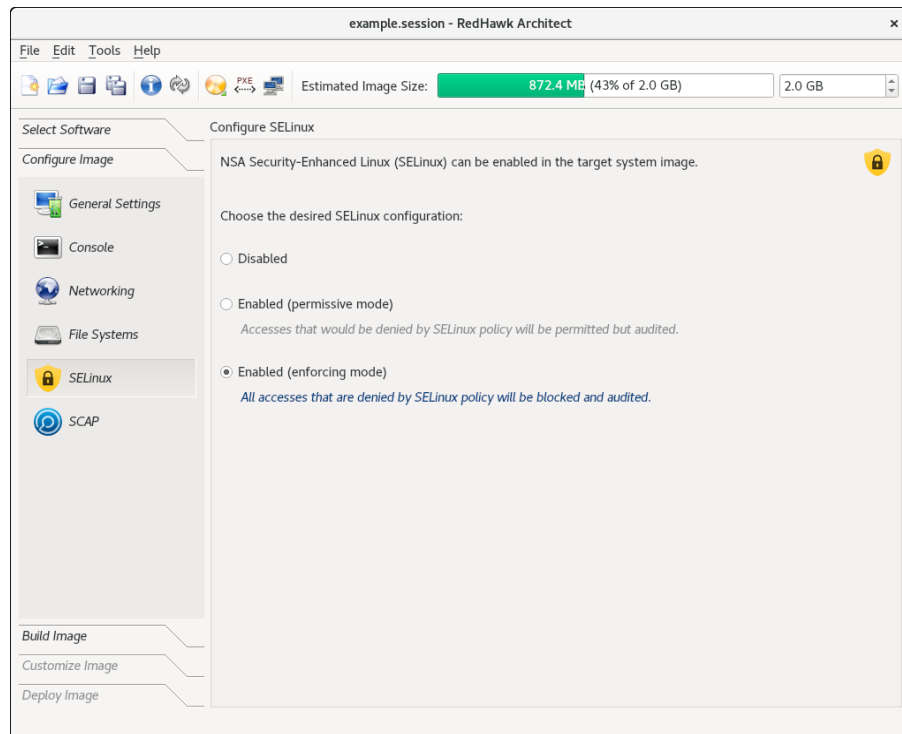 example.session - RedHawk Architect
File Edit Tools Help
PXE
Estimated Image Size:
872.4 MB (43% of 2.0 GB)
2.0 GB
Select Software
Configure Image
General Settings
Console
Networking
File Systems
SELinux
SCAP
Build Image
Customize Image
Deploy Image
Configure SELinux
NSA Security-Enhanced Linux (SELinux) can be enabled in the target system image.
Choose the desired SELinux configuration:
Disabled
Enabled (permissive mode)
Accesses that would be denied by SELinux policy will be permitted but audited.
Enabled (enforcing mode)
All accesses that are denied by SELinux policy will be blocked and audited.